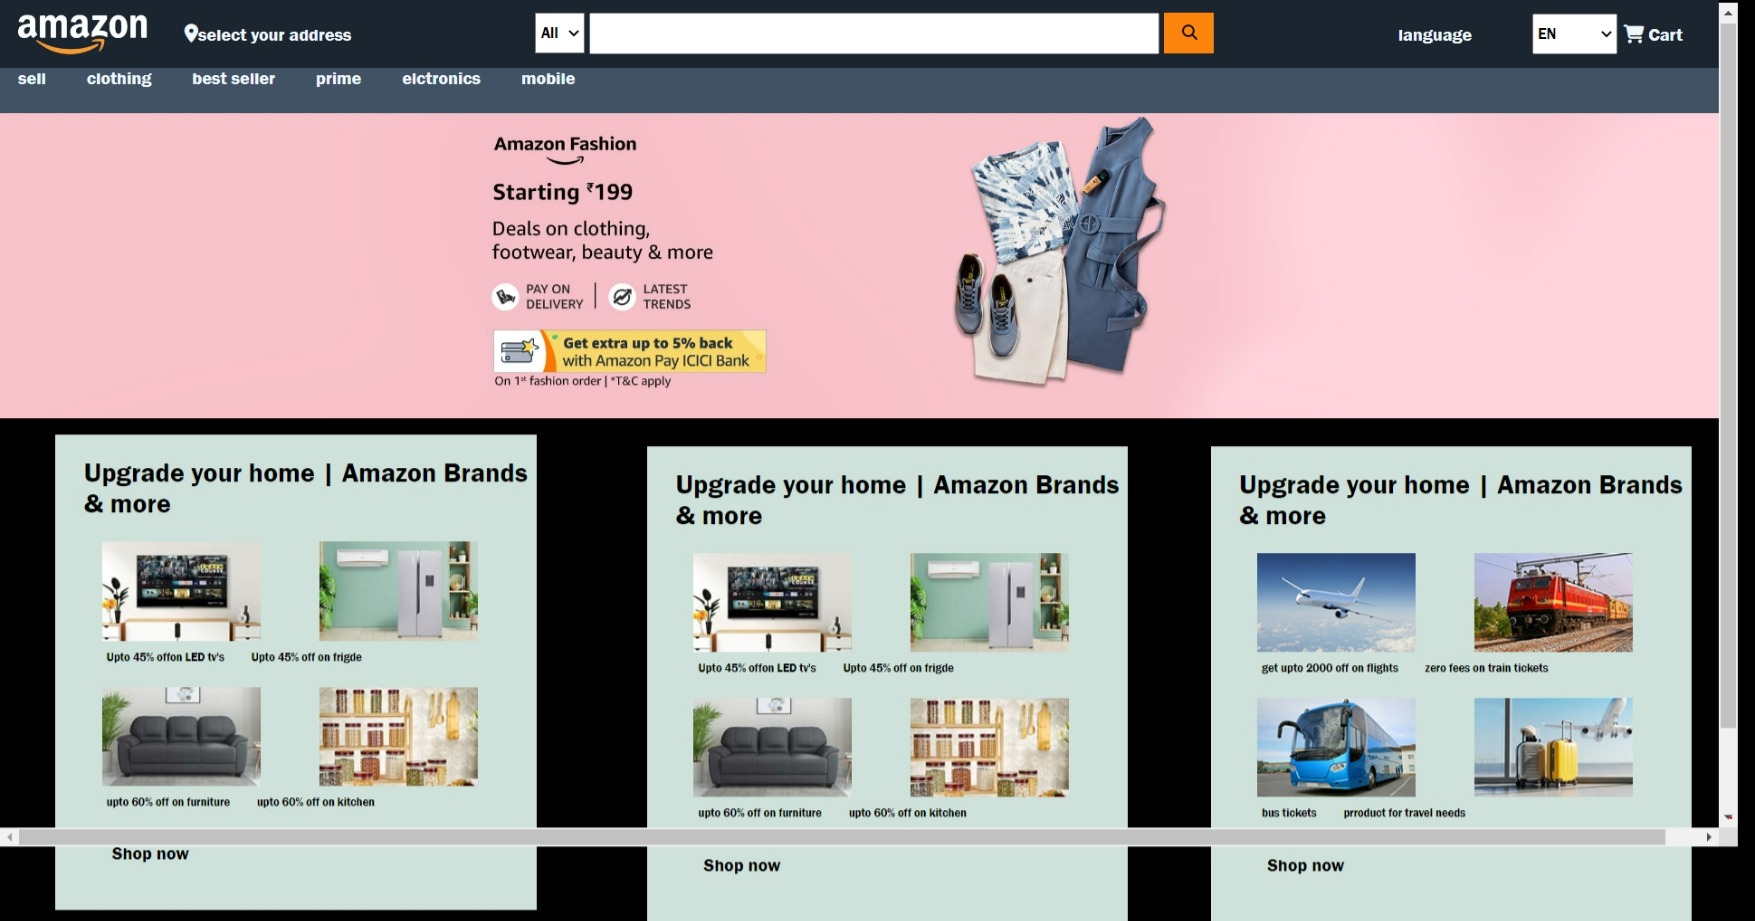 amazon
select your address
All
language
EN
Cart
sell clothing best seller prime elctronics mobile
Amazon Fashion
Starting ₹199
Deals on clothing,
footwear, beauty & more
PAY ON
DELIVERY
LATEST
TRENDS
Get extra up to 5% back
with Amazon Pay ICICI Bank
On 1st fashion order | *T&C apply
Upgrade your home | Amazon Brands
& more
Upto 45% offon LED tv's Upto 45% off on frigde
upto 60% off on furniture upto 60% off on kitchen
Shop now
Upgrade your home | Amazon Brands
& more
Upto 45% offon LED tv's Upto 45% off on frigde
upto 60% off on furniture upto 60% off on kitchen
Shop now
Upgrade your home | Amazon Brands
& more
get upto 2000 off on flights zero fees on train tickets
bus tickets prroduct for travel needs
Shop now